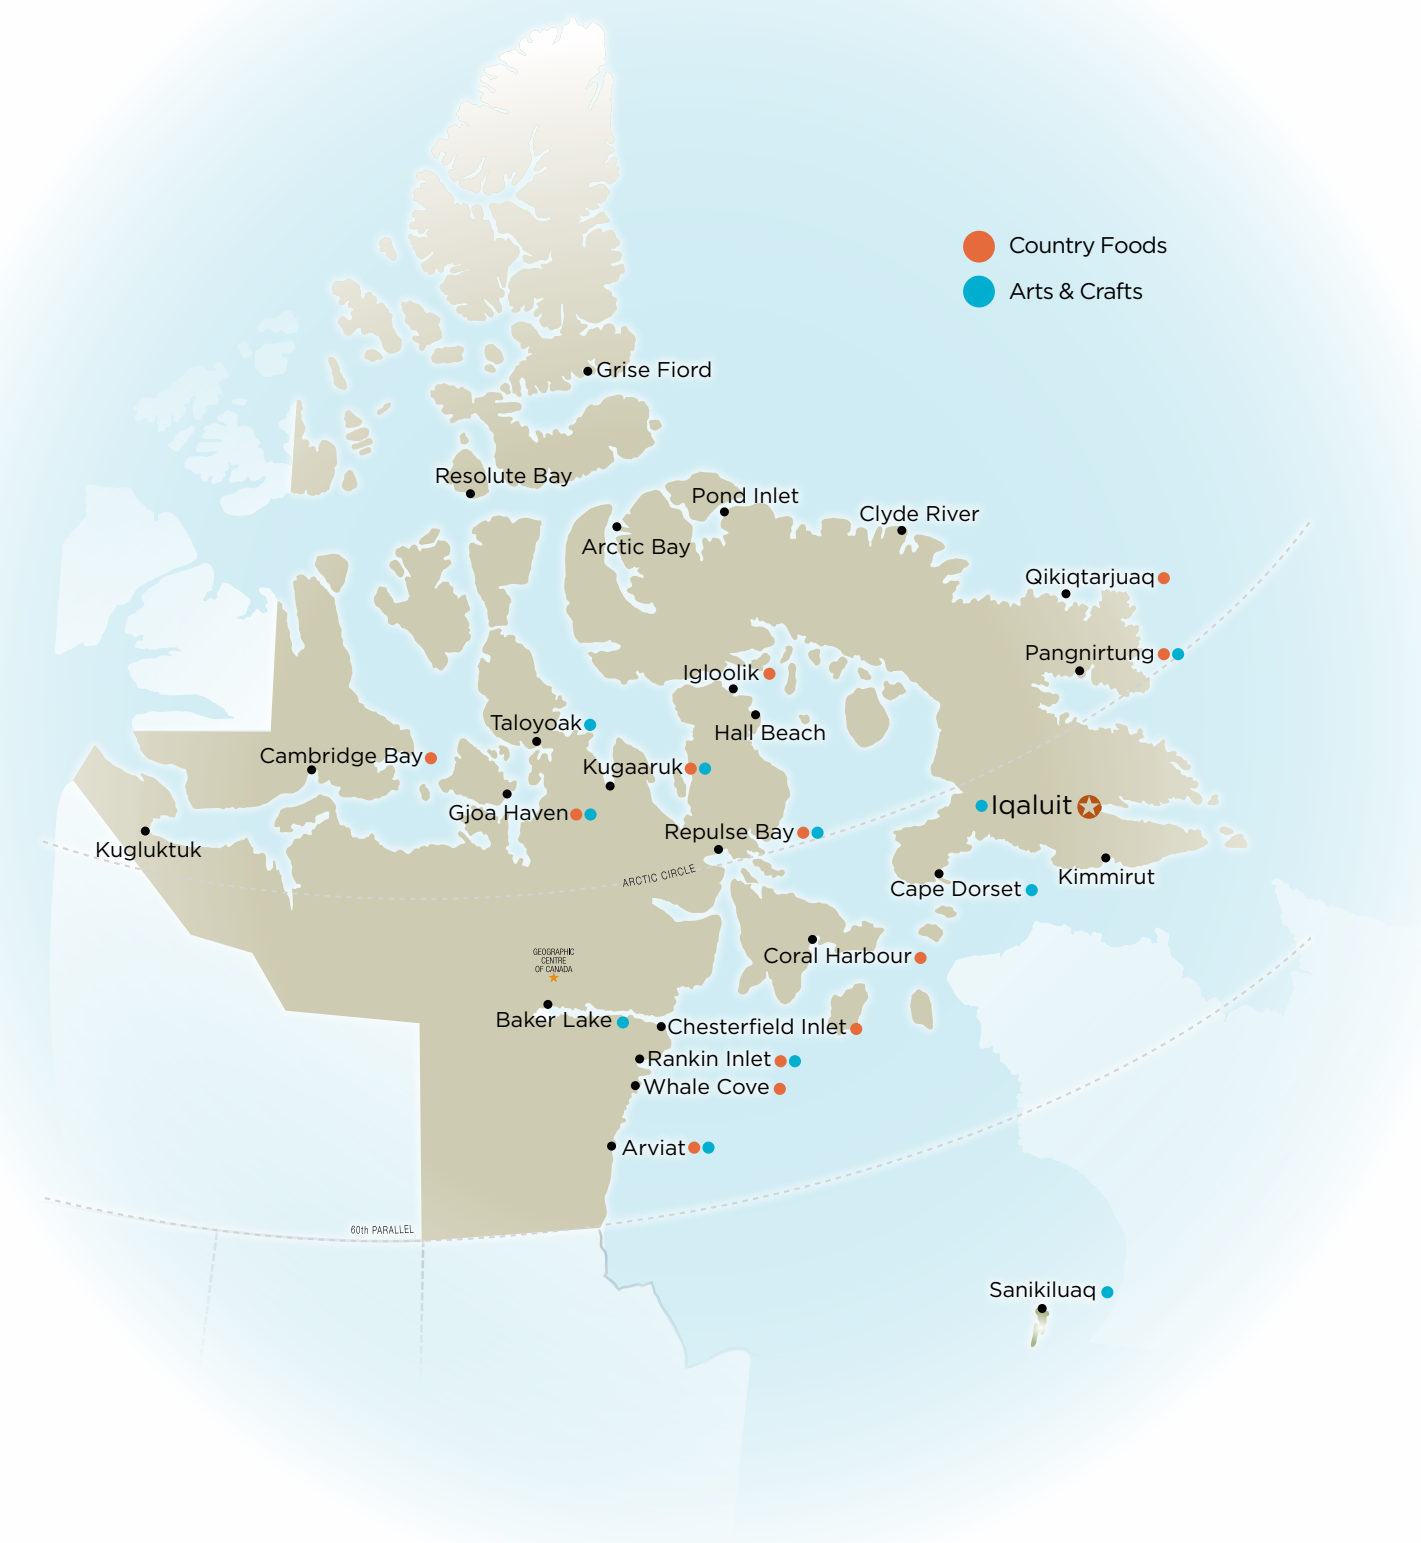 Country Foods
Arts & Crafts
Grise Fiord
Resolute Bay
Pond Inlet
Clyde River
Arctic Bay
Qikiqtarjuaq
Pangnirtung
Igloolik
Taloyoak
Hall Beach
Cambridge Bay
Kugaaruk
Gjoa Haven
Iqaluit
Repulse Bay
Kugluktuk
ARCTIC CIRCLE
Kimmirut
Cape Dorset
GEOGRAPHIC
CENTRE
OF CANADA
Coral Harbour
Baker Lake
Chesterfield Inlet
Rankin Inlet
Whale Cove
Arviat
60th PARALLEL
Sanikiluaq